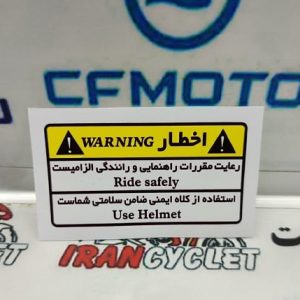 CFMOTO
اخطار WARNING
رعایت مقررات راهنمایی و رانندگی الزامیست
Ride safely
استفاده از کلاه ایمنی ضامن سلامتی شماست
Use Helmet
IRANCYCLET